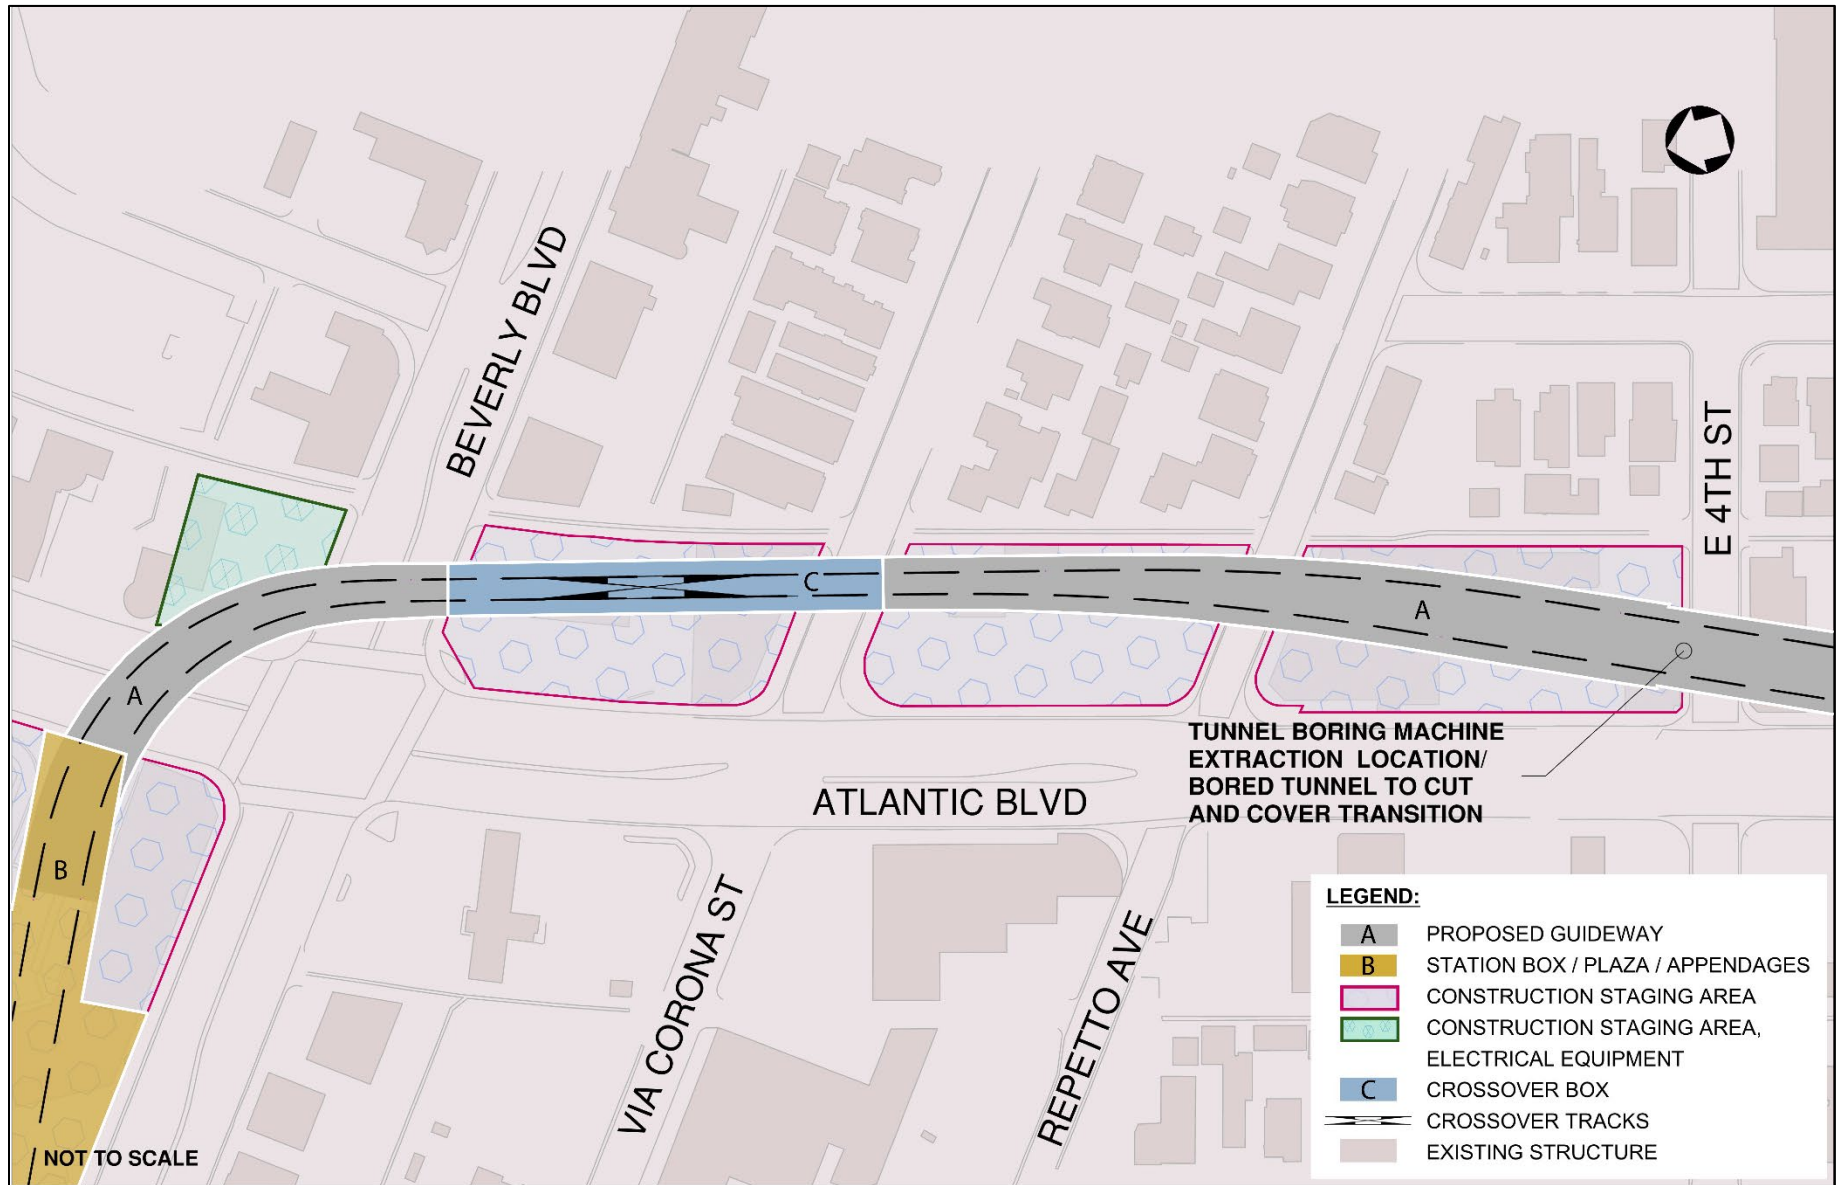 BEVERLY BLVD
E 4TH ST
C
A
A
TUNNEL BORING MACHINE
EXTRACTION LOCATION/
BORED TUNNEL TO CUT
AND COVER TRANSITION
ATLANTIC BLVD
B
VIA CORONA ST
REPETTO AVE
LEGEND:
A PROPOSED GUIDEWAY
B STATION BOX / PLAZA / APPENDAGES
CONSTRUCTION STAGING AREA
CONSTRUCTION STAGING AREA,
ELECTRICAL EQUIPMENT
C CROSSOVER BOX
CROSSOVER TRACKS
EXISTING STRUCTURE
NOT TO SCALE